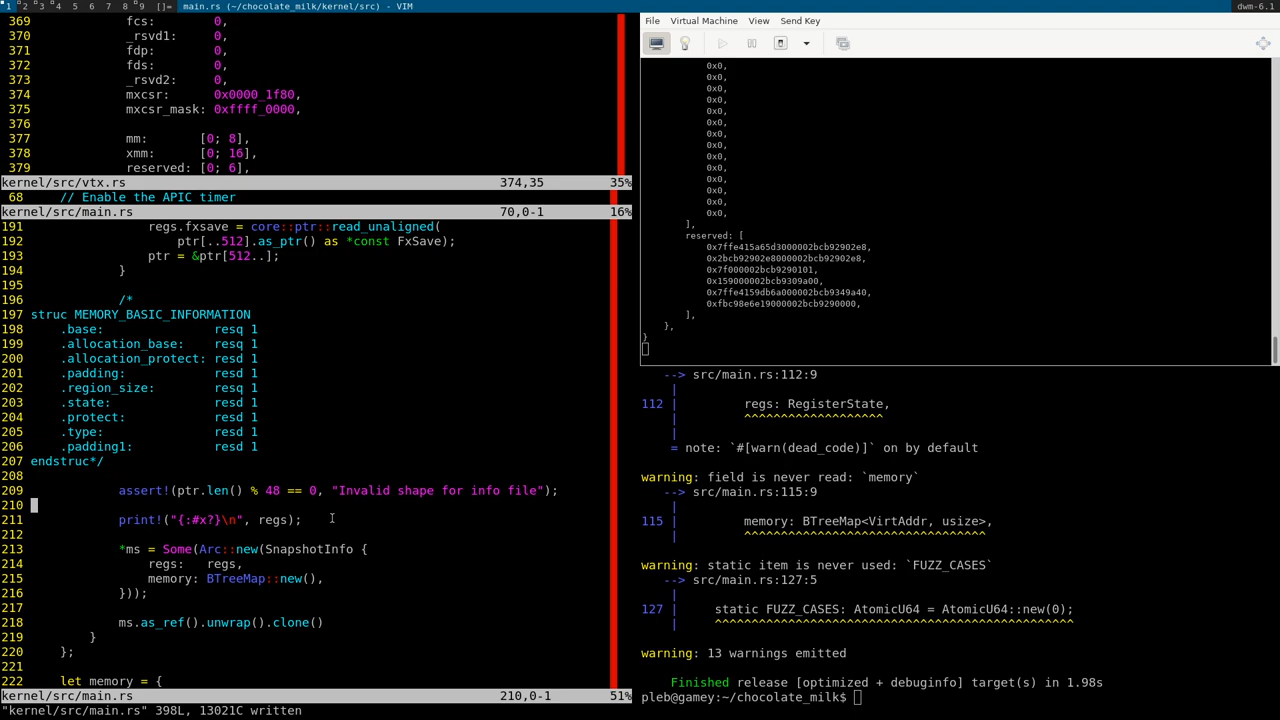 1 2 3 4 5 6 7 8 9 []= main.rs (~/chocolate_milk/kernel/src) - VIM dwm-6.1
369 fcs: 0,
370 _rsvd1: 0,
371 fdp: 0,
372 fds: 0,
373 _rsvd2: 0,
374 mxcsr: 0x0000_1f80,
375 mxcsr_mask: 0xffff_0000,
376
377 mm: [0; 8],
378 xmm: [0; 16],
379 reserved: [0; 6],
kernel/src/vtx.rs 374,35 35%
68 // Enable the APIC timer
kernel/src/main.rs 70,0-1 16%
191 regs.fxsave = core::ptr::read_unaligned(
192 ptr[..512].as_ptr() as *const FxSave);
193 ptr = &ptr[512..];
194 }
195
196 /*
197 struc MEMORY_BASIC_INFORMATION
198 .base: resq 1
199 .allocation_base: resq 1
200 .allocation_protect: resd 1
201 .padding: resd 1
202 .region_size: resq 1
203 .state: resd 1
204 .protect: resd 1
205 .type: resd 1
206 .padding1: resd 1
207 endstruc*/
208
209 assert!(ptr.len() % 48 == 0, "Invalid shape for info file");
210
211 print!("{:#x?}\n", regs);
212
213 *ms = Some(Arc::new(SnapshotInfo {
214 regs: regs,
215 memory: BTreeMap::new(),
216 }));
217
218 ms.as_ref().unwrap().clone()
219 }
220 };
221
222 let memory = {
kernel/src/main.rs 210,0-1 51%
"kernel/src/main.rs" 398L, 13021C written
File Virtual Machine View Send Key
0x0,
0x0,
0x0,
0x0,
0x0,
0x0,
0x0,
0x0,
0x0,
0x0,
0x0,
0x0,
0x0,
0x0,
],
reserved: [
0x7ffe415a65d3000002bcb92902e8,
0x2bcb92902e8000002bcb92902e8,
0x7f000002bcb9290101,
0x159000002bcb9309a00,
0x7ffe4159db6a000002bcb9349a40,
0xfbc98e6e19000002bcb9290000,
],
},
}
--> src/main.rs:112:9
|
112 | regs: RegisterState,
| ^^^^^^^^^^^^^^^^^^^
|
= note: `#[warn(dead_code)]` on by default
warning: field is never read: `memory`
--> src/main.rs:115:9
|
115 | memory: BTreeMap<VirtAddr, usize>,
| ^^^^^^^^^^^^^^^^^^^^^^^^^^^^^^^^^
warning: static item is never used: `FUZZ_CASES`
--> src/main.rs:127:5
|
127 | static FUZZ_CASES: AtomicU64 = AtomicU64::new(0);
| ^^^^^^^^^^^^^^^^^^^^^^^^^^^^^^^^^^^^^^^^^^^^^^^^^
warning: 13 warnings emitted
Finished release [optimized + debuginfo] target(s) in 1.98s
pleb@gamey:~/chocolate_milk$